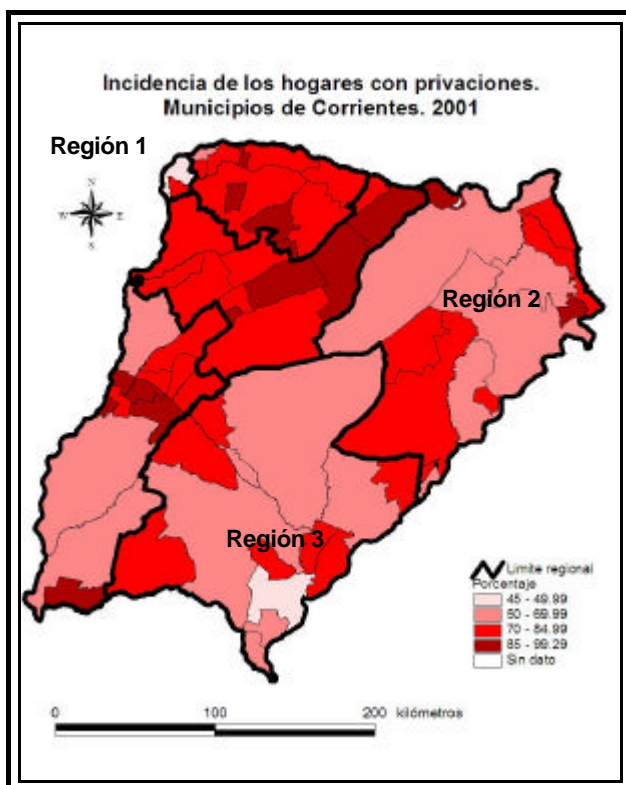 Incidencia de los hogares con privaciones.
Municipios de Corrientes. 2001
Región 1
N
W E
S
Región 2
Región 3
Limite regional
Porcentaje
45 - 49.99
50 - 69.99
70 - 84.99
85 - 99.29
Sin dato
0 100 200 kilómetros